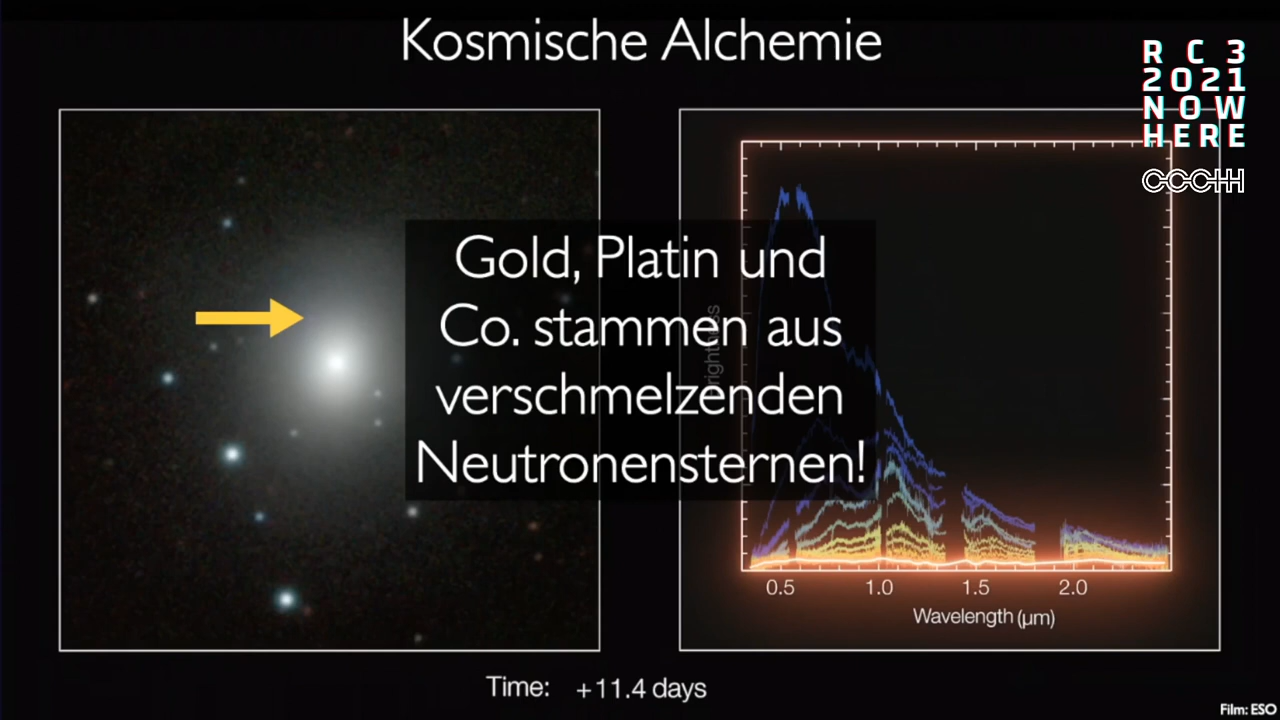 Kosmische Alchemie
R C 3
2021
NOW
HERE
CCCHH
Gold, Platin und
Co. stammen aus
verschmelzenden
Neutronensternen!
0.5 1.0 1.5 2.0
Wavelength (μm)
Time: +11.4 days
Film: ESO